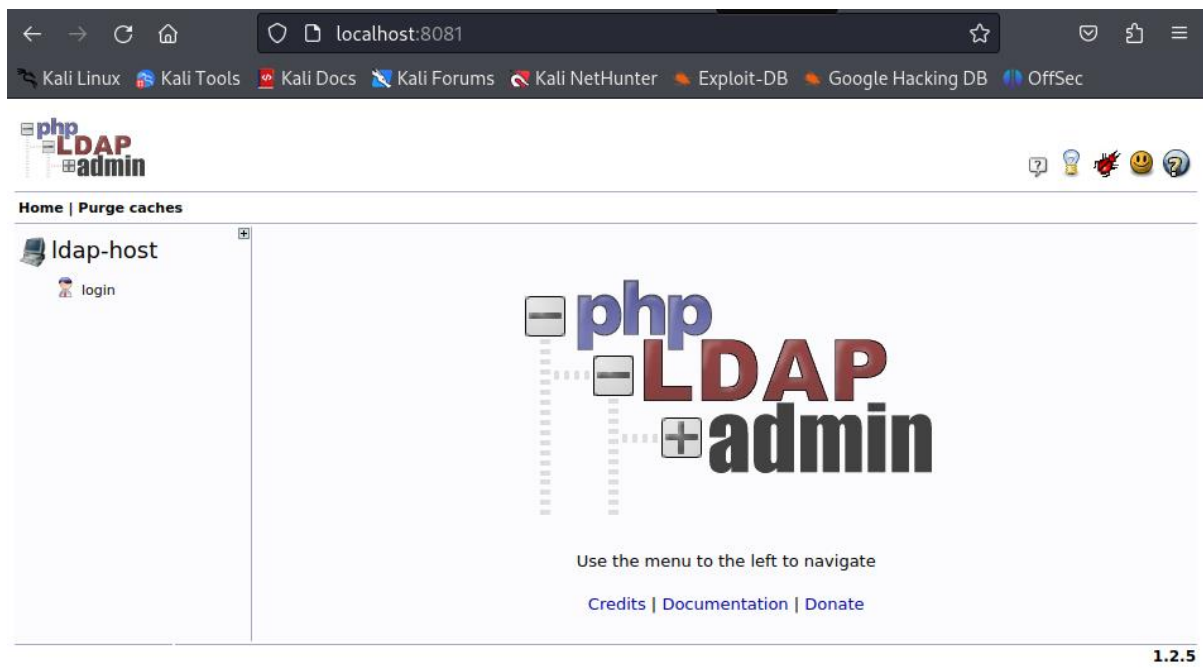 localhost:8081
Kali Linux Kali Tools Kali Docs Kali Forums Kali NetHunter Exploit-DB Google Hacking DB OffSec
php
LDAP
admin
Home | Purge caches
ldap-host
login
php
LDAP
admin
Use the menu to the left to navigate
Credits | Documentation | Donate
1.2.5